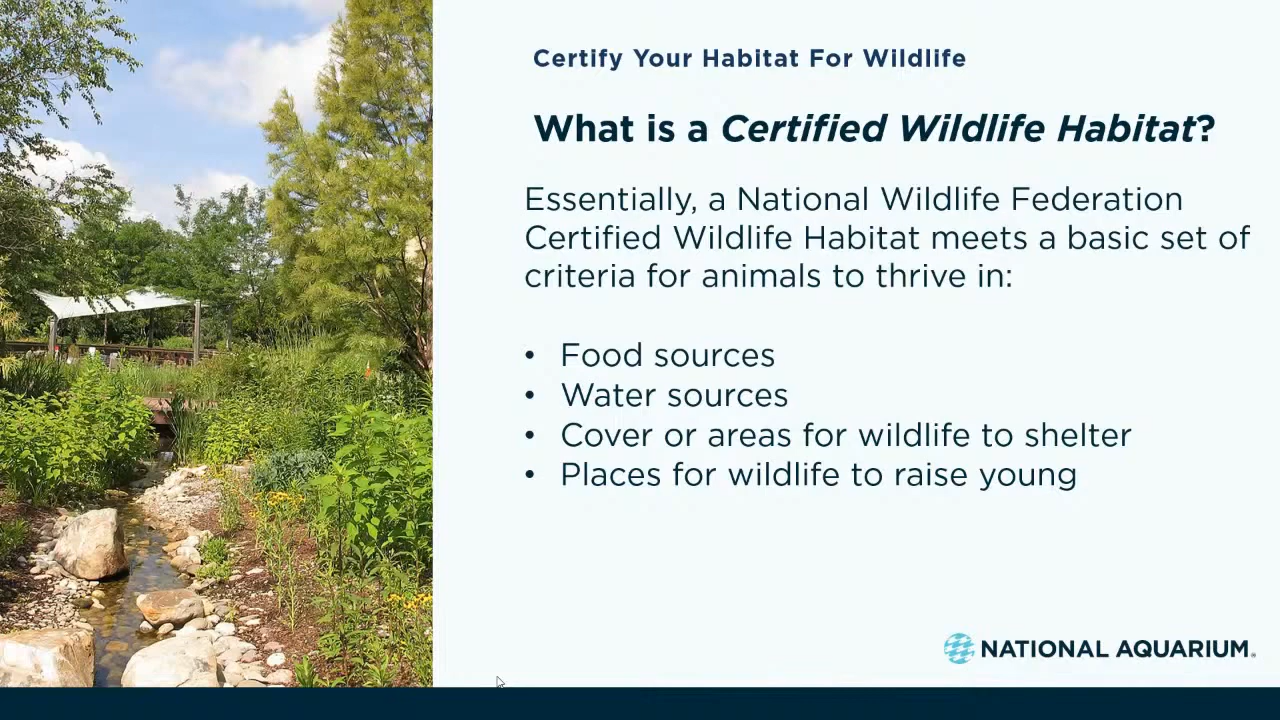 Certify Your Habitat For Wildlife
What is a Certified Wildlife Habitat?
Essentially, a National Wildlife Federation
Certified Wildlife Habitat meets a basic set of
criteria for animals to thrive in:
• Food sources
• Water sources
• Cover or areas for wildlife to shelter
• Places for wildlife to raise young
NATIONAL AQUARIUM®